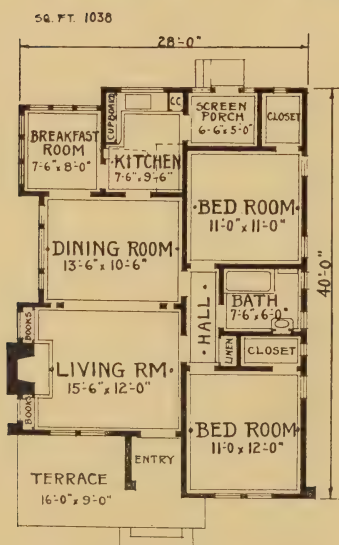 SQ. FT. 1038
28'-0"
BREAKFAST
ROOM
7'-6" x 8'-0"
CUPBOARD
C.C.
KITCHEN
7'-6" x 9'-6"
SCREEN
PORCH
6'-6" x 5'-0"
CLOSET
BED ROOM
11'-0" x 11'-0"
40'-0"
DINING ROOM
13'-6" x 10'-6"
HALL
BATH
7'-6" x 6'-0"
LINEN
CLOSET
BOOKS
LIVING RM
15'-6" x 12'-0"
BOOKS
BED ROOM
11'-0 x 12'-0"
ENTRY
TERRACE
16'-0" x 9'-0"